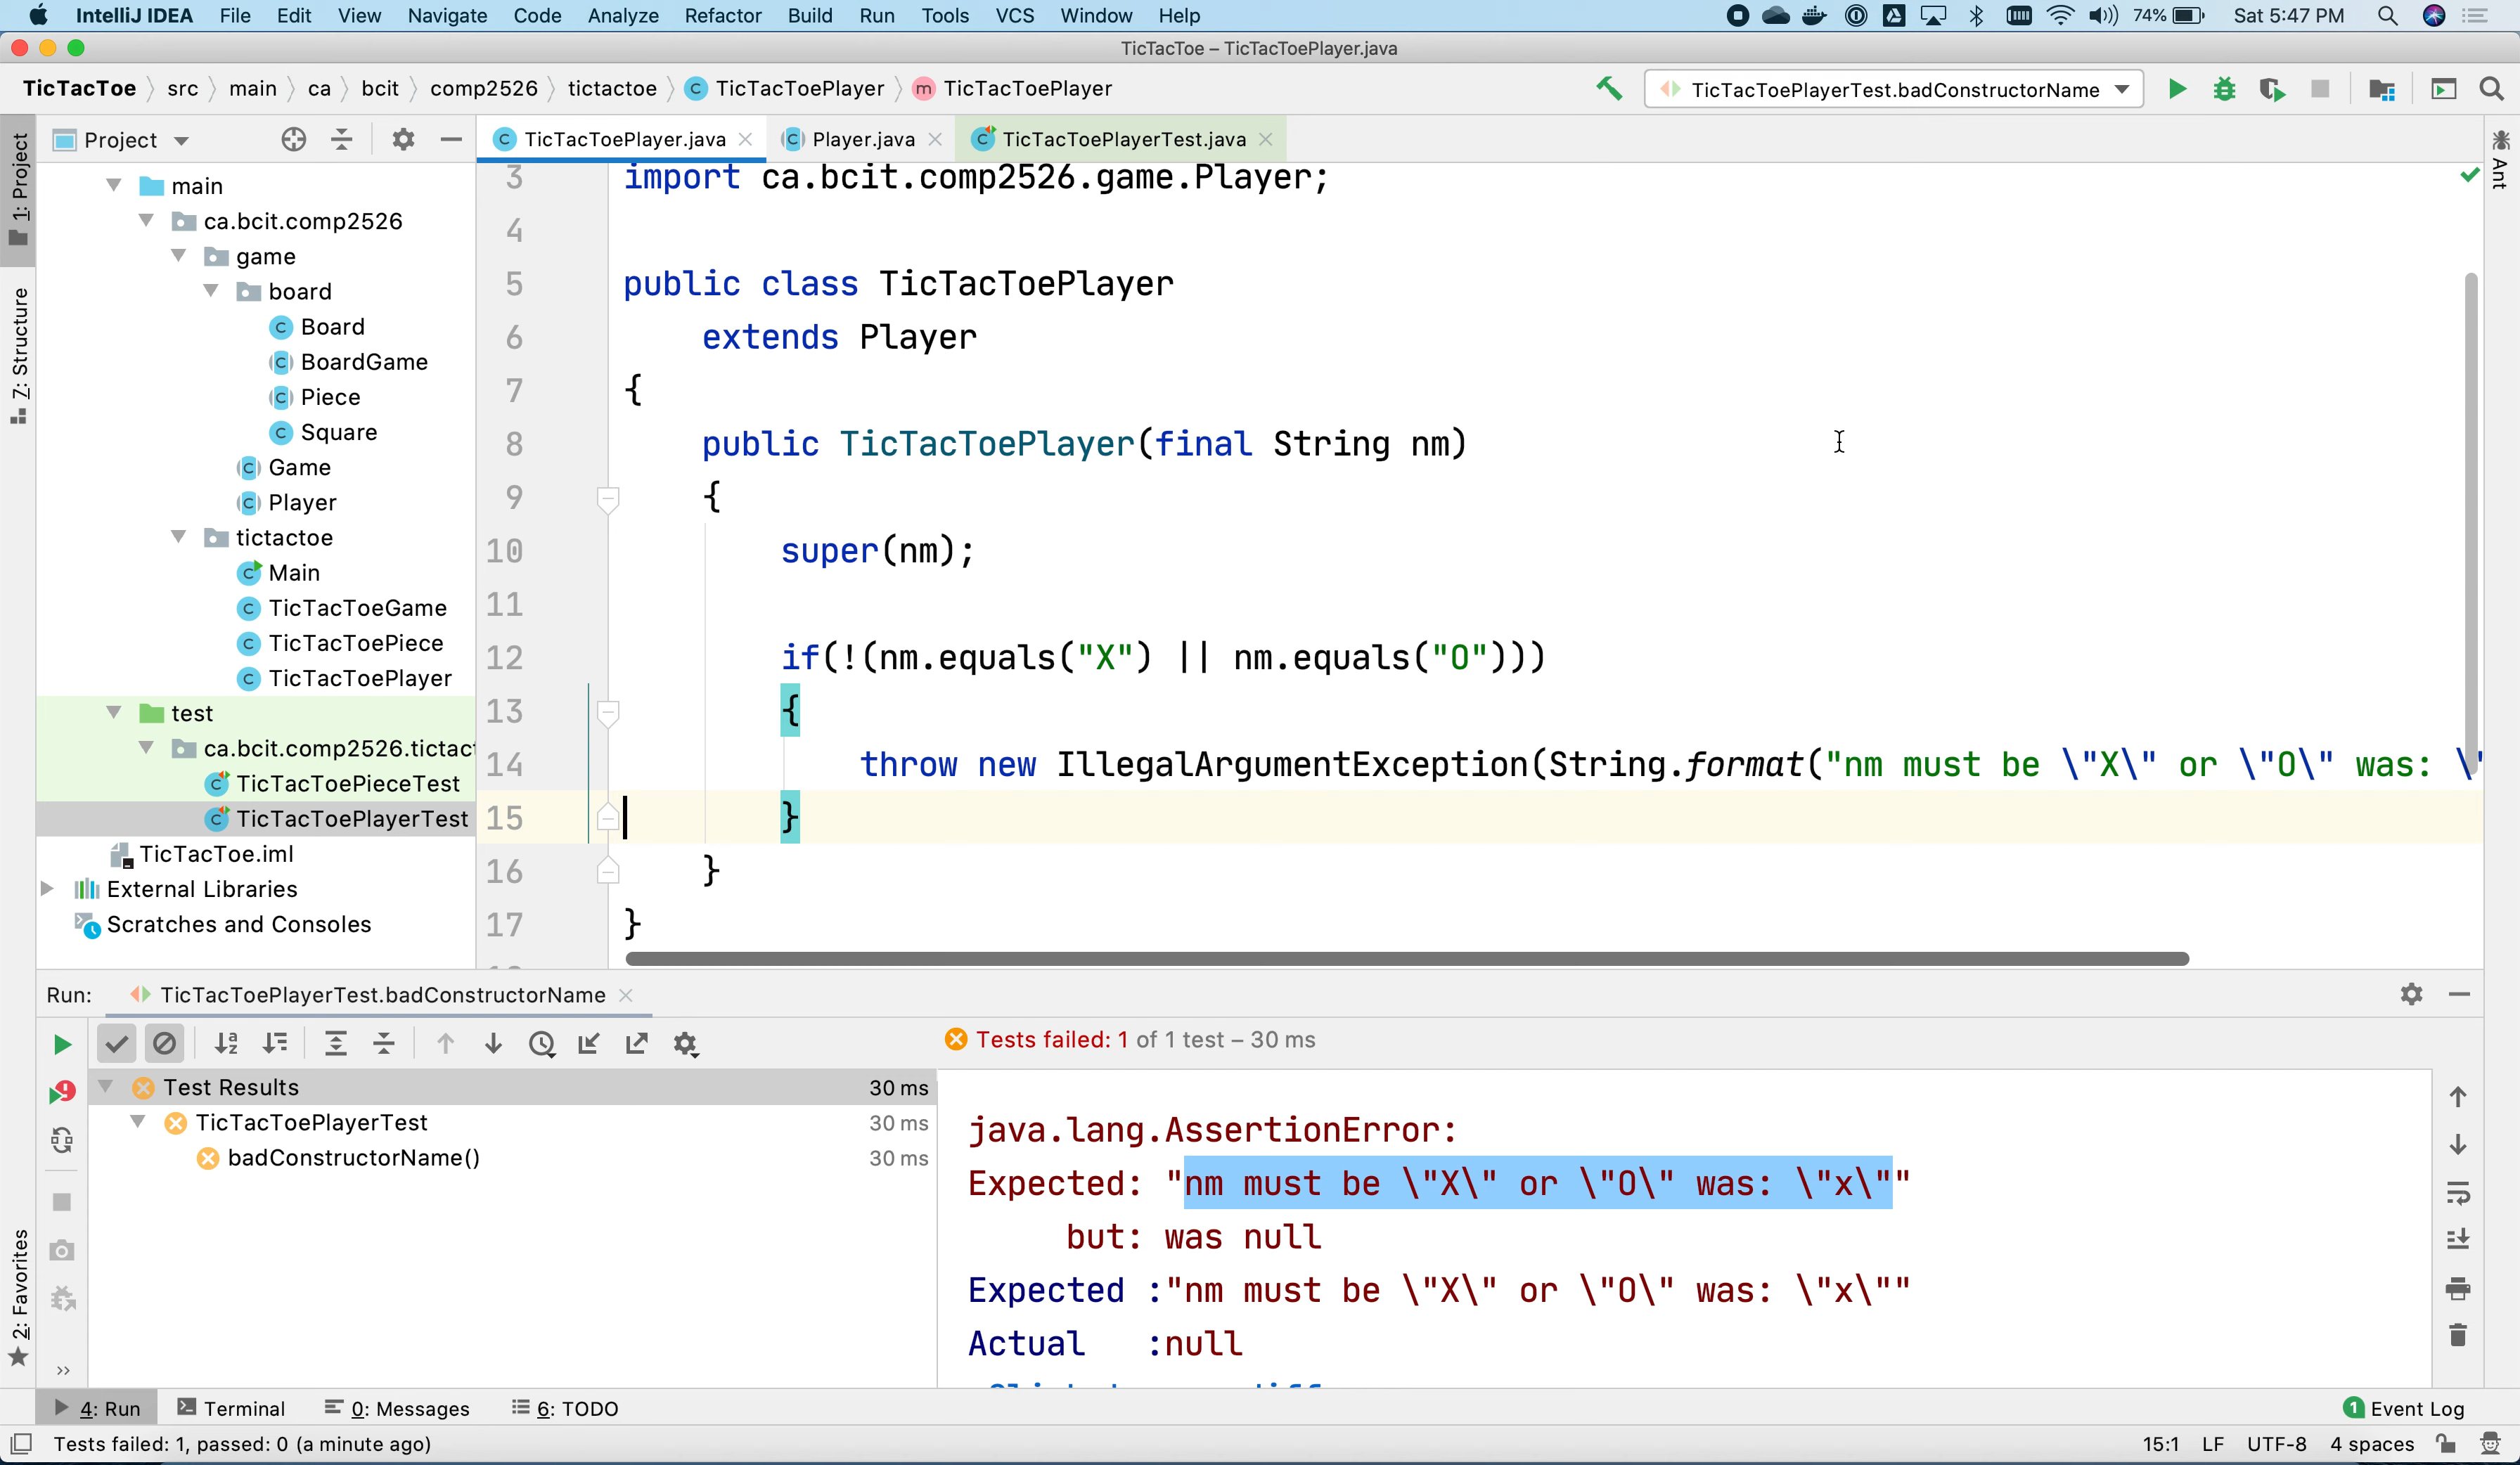 IntelliJ IDEA File Edit View Navigate Code Analyze Refactor Build Run Tools VCS Window Help 74% Sat 5:47 PM
TicTacToe – TicTacToePlayer.java
TicTacToe src main ca bcit comp2526 tictactoe C TicTacToePlayer m TicTacToePlayer TicTacToePlayerTest.badConstructorName
1: Project
7: Structure
2: Favorites
Ant
Project
main
ca.bcit.comp2526
game
board
C Board
C BoardGame
C Piece
C Square
C Game
C Player
tictactoe
C Main
C TicTacToeGame
C TicTacToePiece
C TicTacToePlayer
test
ca.bcit.comp2526.tictac
C TicTacToePieceTest
C TicTacToePlayerTest
TicTacToe.iml
External Libraries
Scratches and Consoles
C TicTacToePlayer.java C Player.java C TicTacToePlayerTest.java
3 import ca.bcit.comp2526.game.Player;
4
5 public class TicTacToePlayer
6 extends Player
7 {
8 public TicTacToePlayer(final String nm)
9 {
10 super(nm);
11
12 if(!(nm.equals("X") || nm.equals("O")))
13 {
14 throw new IllegalArgumentException(String.format("nm must be \"X\" or \"O\" was: \"
15 }
16 }
17 }
Run: TicTacToePlayerTest.badConstructorName
Tests failed: 1 of 1 test – 30 ms
Test Results 30 ms
TicTacToePlayerTest 30 ms
badConstructorName() 30 ms
java.lang.AssertionError:
Expected: "nm must be \"X\" or \"O\" was: \"x\""
but: was null
Expected :"nm must be \"X\" or \"O\" was: \"x\""
Actual :null
4: Run Terminal 0: Messages 6: TODO 1 Event Log
Tests failed: 1, passed: 0 (a minute ago) 15:1 LF UTF-8 4 spaces